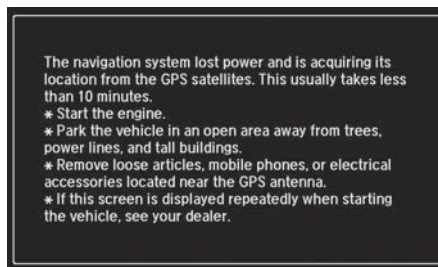 The navigation system lost power and is acquiring its
location from the GPS satellites. This usually takes less
than 10 minutes.
* Start the engine.
* Park the vehicle in an open area away from trees,
power lines, and tall buildings.
* Remove loose articles, mobile phones, or electrical
accessories located near the GPS antenna.
* If this screen is displayed repeatedly when starting
the vehicle, see your dealer.